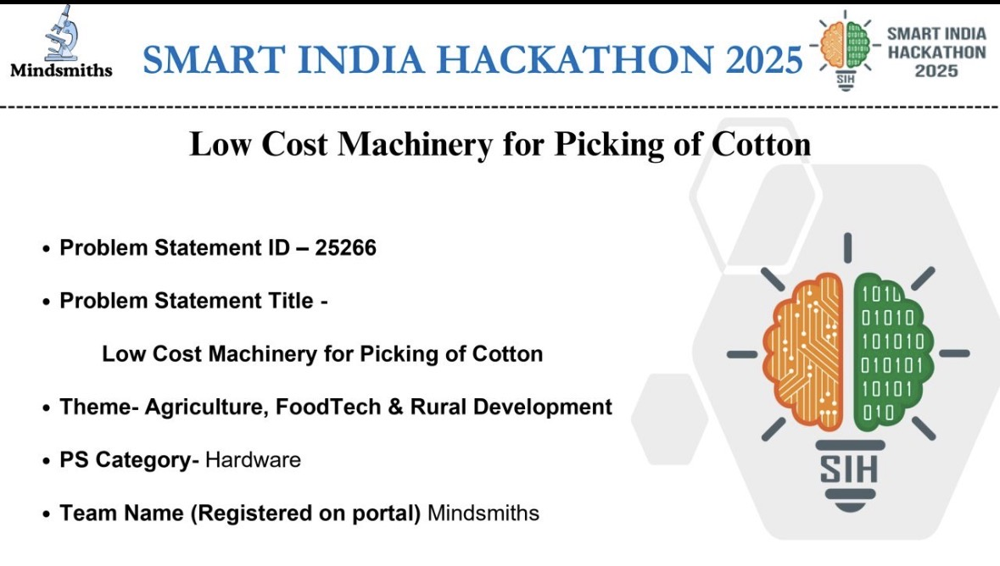 Mindsmiths
SMART INDIA HACKATHON 2025
SMART INDIA
HACKATHON
2025
SIH
Low Cost Machinery for Picking of Cotton
• Problem Statement ID – 25266
• Problem Statement Title -
Low Cost Machinery for Picking of Cotton
• Theme- Agriculture, FoodTech & Rural Development
• PS Category- Hardware
• Team Name (Registered on portal) Mindsmiths
101
01010
101010
010101
10101
010
SIH